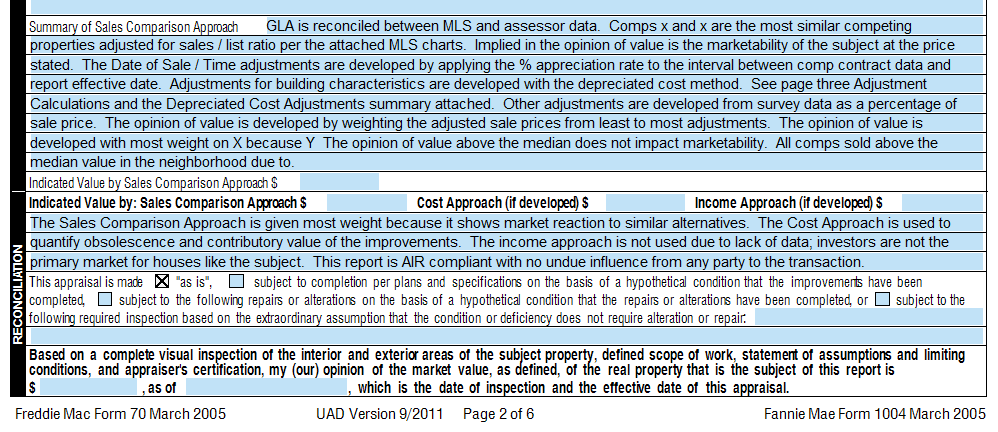 Summary of Sales Comparison Approach GLA is reconciled between MLS and assessor data. Comps x and x are the most similar competing
properties adjusted for sales / list ratio per the attached MLS charts. Implied in the opinion of value is the marketability of the subject at the price
stated. The Date of Sale / Time adjustments are developed by applying the % appreciation rate to the interval between comp contract data and
report effective date. Adjustments for building characteristics are developed with the depreciated cost method. See page three Adjustment
Calculations and the Depreciated Cost Adjustments summary attached. Other adjustments are developed from survey data as a percentage of
sale price. The opinion of value is developed by weighting the adjusted sale prices from least to most adjustments. The opinion of value is
developed with most weight on X because Y The opinion of value above the median does not impact marketability. All comps sold above the
median value in the neighborhood due to.
Indicated Value by Sales Comparison Approach $
Indicated Value by: Sales Comparison Approach $ Cost Approach (if developed) $ Income Approach (if developed) $
The Sales Comparison Approach is given most weight because it shows market reaction to similar alternatives. The Cost Approach is used to
quantify obsolescence and contributory value of the improvements. The income approach is not used due to lack of data; investors are not the
primary market for houses like the subject. This report is AIR compliant with no undue influence from any party to the transaction.
RECONCILIATION
This appraisal is made "as is", subject to completion per plans and specifications on the basis of a hypothetical condition that the improvements have been
completed, subject to the following repairs or alterations on the basis of a hypothetical condition that the repairs or alterations have been completed, or subject to the
following required inspection based on the extraordinary assumption that the condition or deficiency does not require alteration or repair:
Based on a complete visual inspection of the interior and exterior areas of the subject property, defined scope of work, statement of assumptions and limiting
conditions, and appraiser's certification, my (our) opinion of the market value, as defined, of the real property that is the subject of this report is
$ , as of , which is the date of inspection and the effective date of this appraisal.
Freddie Mac Form 70 March 2005 UAD Version 9/2011 Page 2 of 6 Fannie Mae Form 1004 March 2005